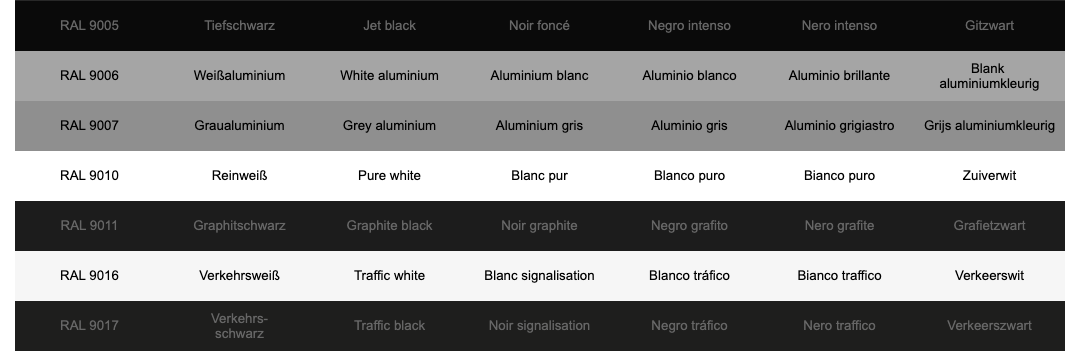 RAL 9005 Tiefschwarz Jet black Noir foncé Negro intenso Nero intenso Gitzwart
RAL 9006 Weißaluminium White aluminium Aluminium blanc Aluminio blanco Aluminio brillante Blank
aluminiumkleurig
RAL 9007 Graualuminium Grey aluminium Aluminium gris Aluminio gris Aluminio grigiastro Grijs aluminiumkleurig
RAL 9010 Reinweiß Pure white Blanc pur Blanco puro Bianco puro Zuiverwit
RAL 9011 Graphitschwarz Graphite black Noir graphite Negro grafito Nero grafite Grafietzwart
RAL 9016 Verkehrsweiß Traffic white Blanc signalisation Blanco tráfico Bianco traffico Verkeerswit
RAL 9017 Verkehrs-
schwarz Traffic black Noir signalisation Negro tráfico Nero traffico Verkeerszwart